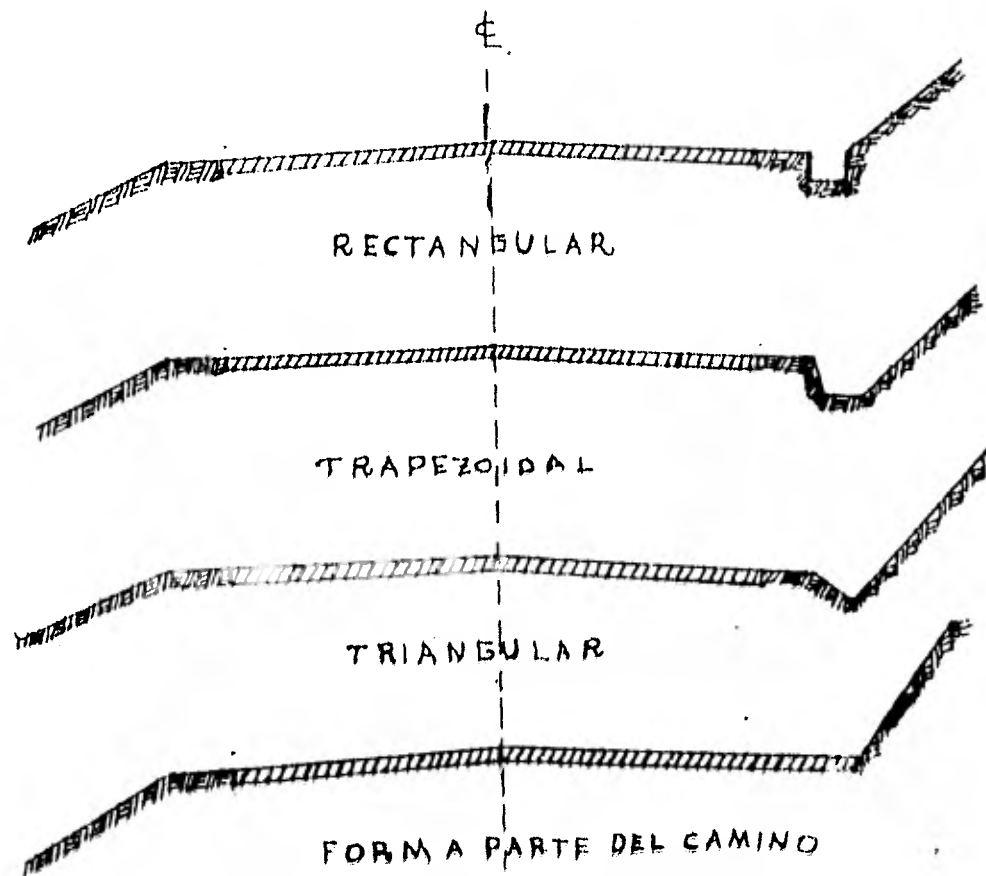 ℄
RECTANGULAR
TRAPEZOIDAL
TRIANGULAR
FORMA PARTE DEL CAMINO